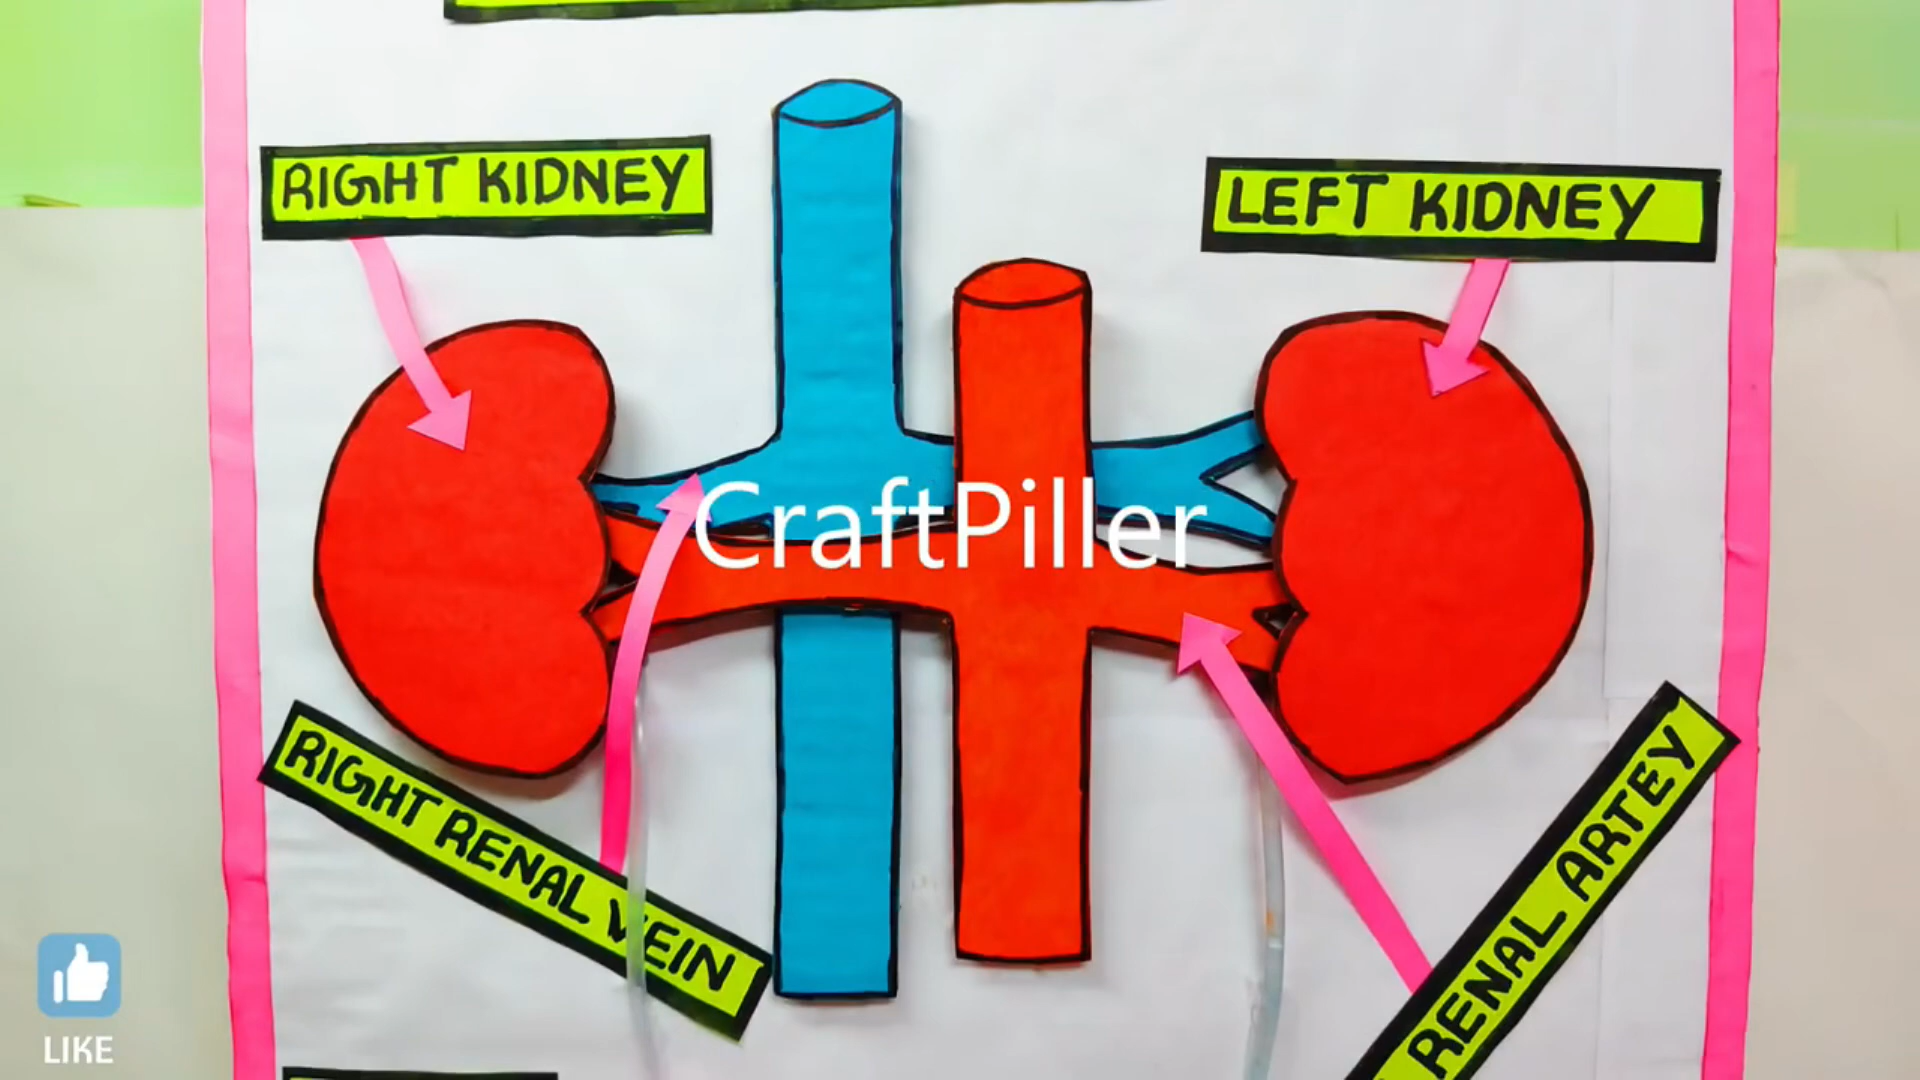 RIGHT KIDNEY
LEFT KIDNEY
CraftPiller
RIGHT RENAL VEIN
RENAL ARTEY
LIKE